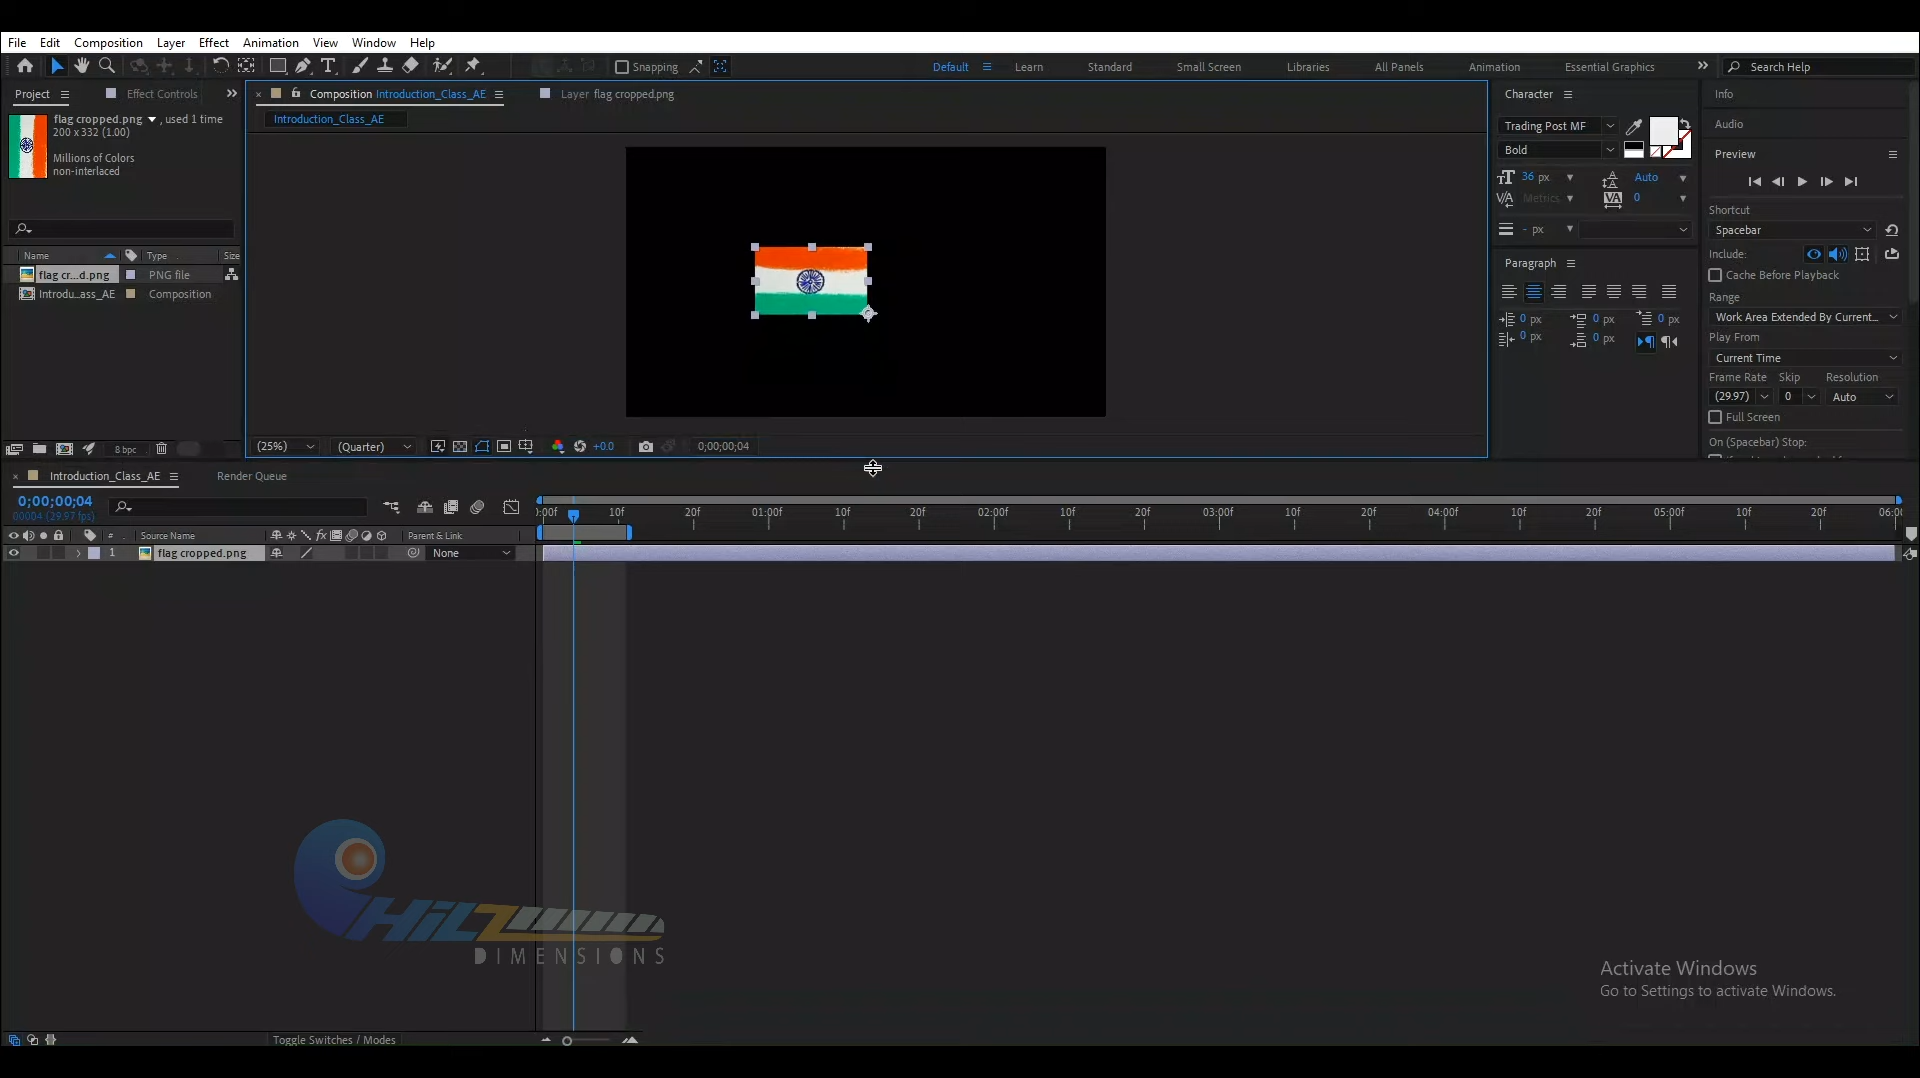 File Edit Composition Layer Effect Animation View Window Help
Snapping
Default Learn Standard Small Screen Libraries All Panels Animation Essential Graphics Search Help
Project Effect Controls
flag cropped.png , used 1 time
200 x 332 (1.00)
Millions of Colors
non-interlaced
Name Type Size
flag cr...d.png PNG file
Introdu..ass_AE Composition
8 bpc
Composition Introduction_Class_AE Layer flag cropped.png
Introduction_Class_AE
(25%) (Quarter) +0.0 0;00;00;04
Character
Trading Post MF
Bold
36 px Auto
Metrics 0
- px
Paragraph
0 px 0 px 0 px
0 px 0 px
Info
Audio
Preview
Shortcut
Spacebar
Include:
Cache Before Playback
Range
Work Area Extended By Current...
Play From
Current Time
Frame Rate Skip Resolution
(29.97) 0 Auto
Full Screen
On (Spacebar) Stop:
Introduction_Class_AE Render Queue
0;00;00;04
00004 (29.97 fps)
):00f 10f 20f 01:00f 10f 20f 02:00f 10f 20f 03:00f 10f 20f 04:00f 10f 20f 05:00f 10f 20f 06:00
# Source Name Parent & Link
1 flag cropped.png None
CHILZ
DIMENSIONS
Activate Windows
Go to Settings to activate Windows.
Toggle Switches / Modes